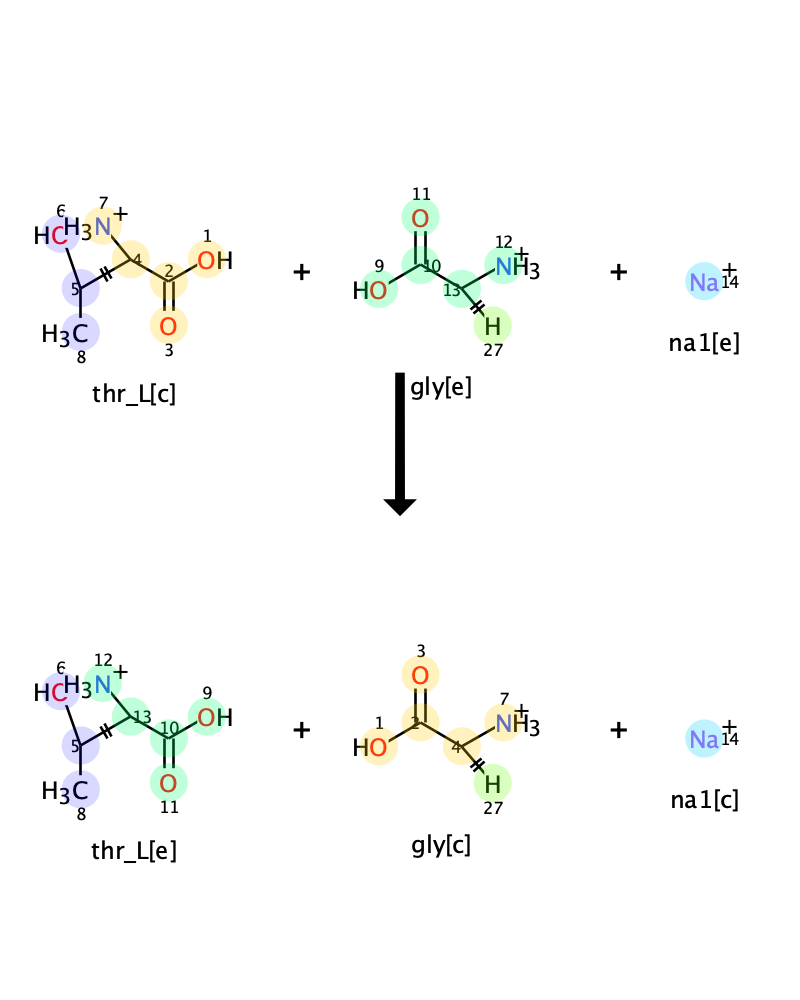 6 7 +
HC H₃N 1
4 2 OH
5
H₃C O
8 3
thr_L[c]
+
11
O
9 10 12 +
HO 13 NH3
H
27
gly[e]
+
Na + 14
na1[e]
6 12 +
HC H₃N 9
13 10 OH
5
H₃C O
8 11
thr_L[e]
+
3
O
1 2 7 +
HO 4 NH3
H
27
gly[c]
+
Na + 14
na1[c]